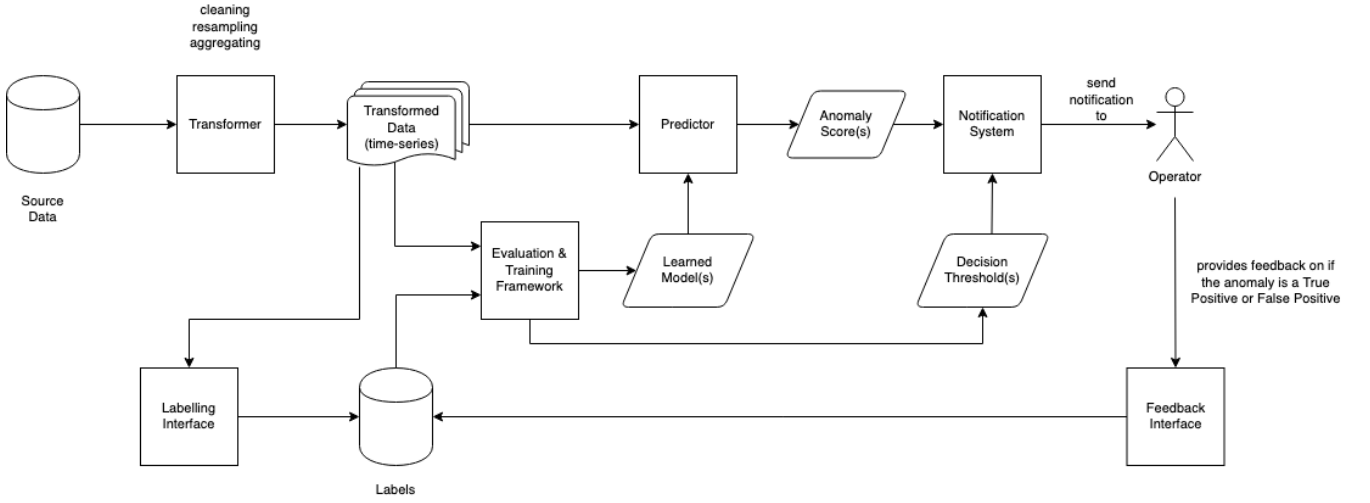 cleaning
resampling
aggregating
Source
Data
Transformer
Transformed
Data
(time-series)
Predictor
Anomaly
Score(s)
Notification
System
send
notification
to
Operator
Evaluation &
Training
Framework
Learned
Model(s)
Decision
Threshold(s)
provides feedback on if
the anomaly is a True
Positive or False Positive
Labelling
Interface
Labels
Feedback
Interface